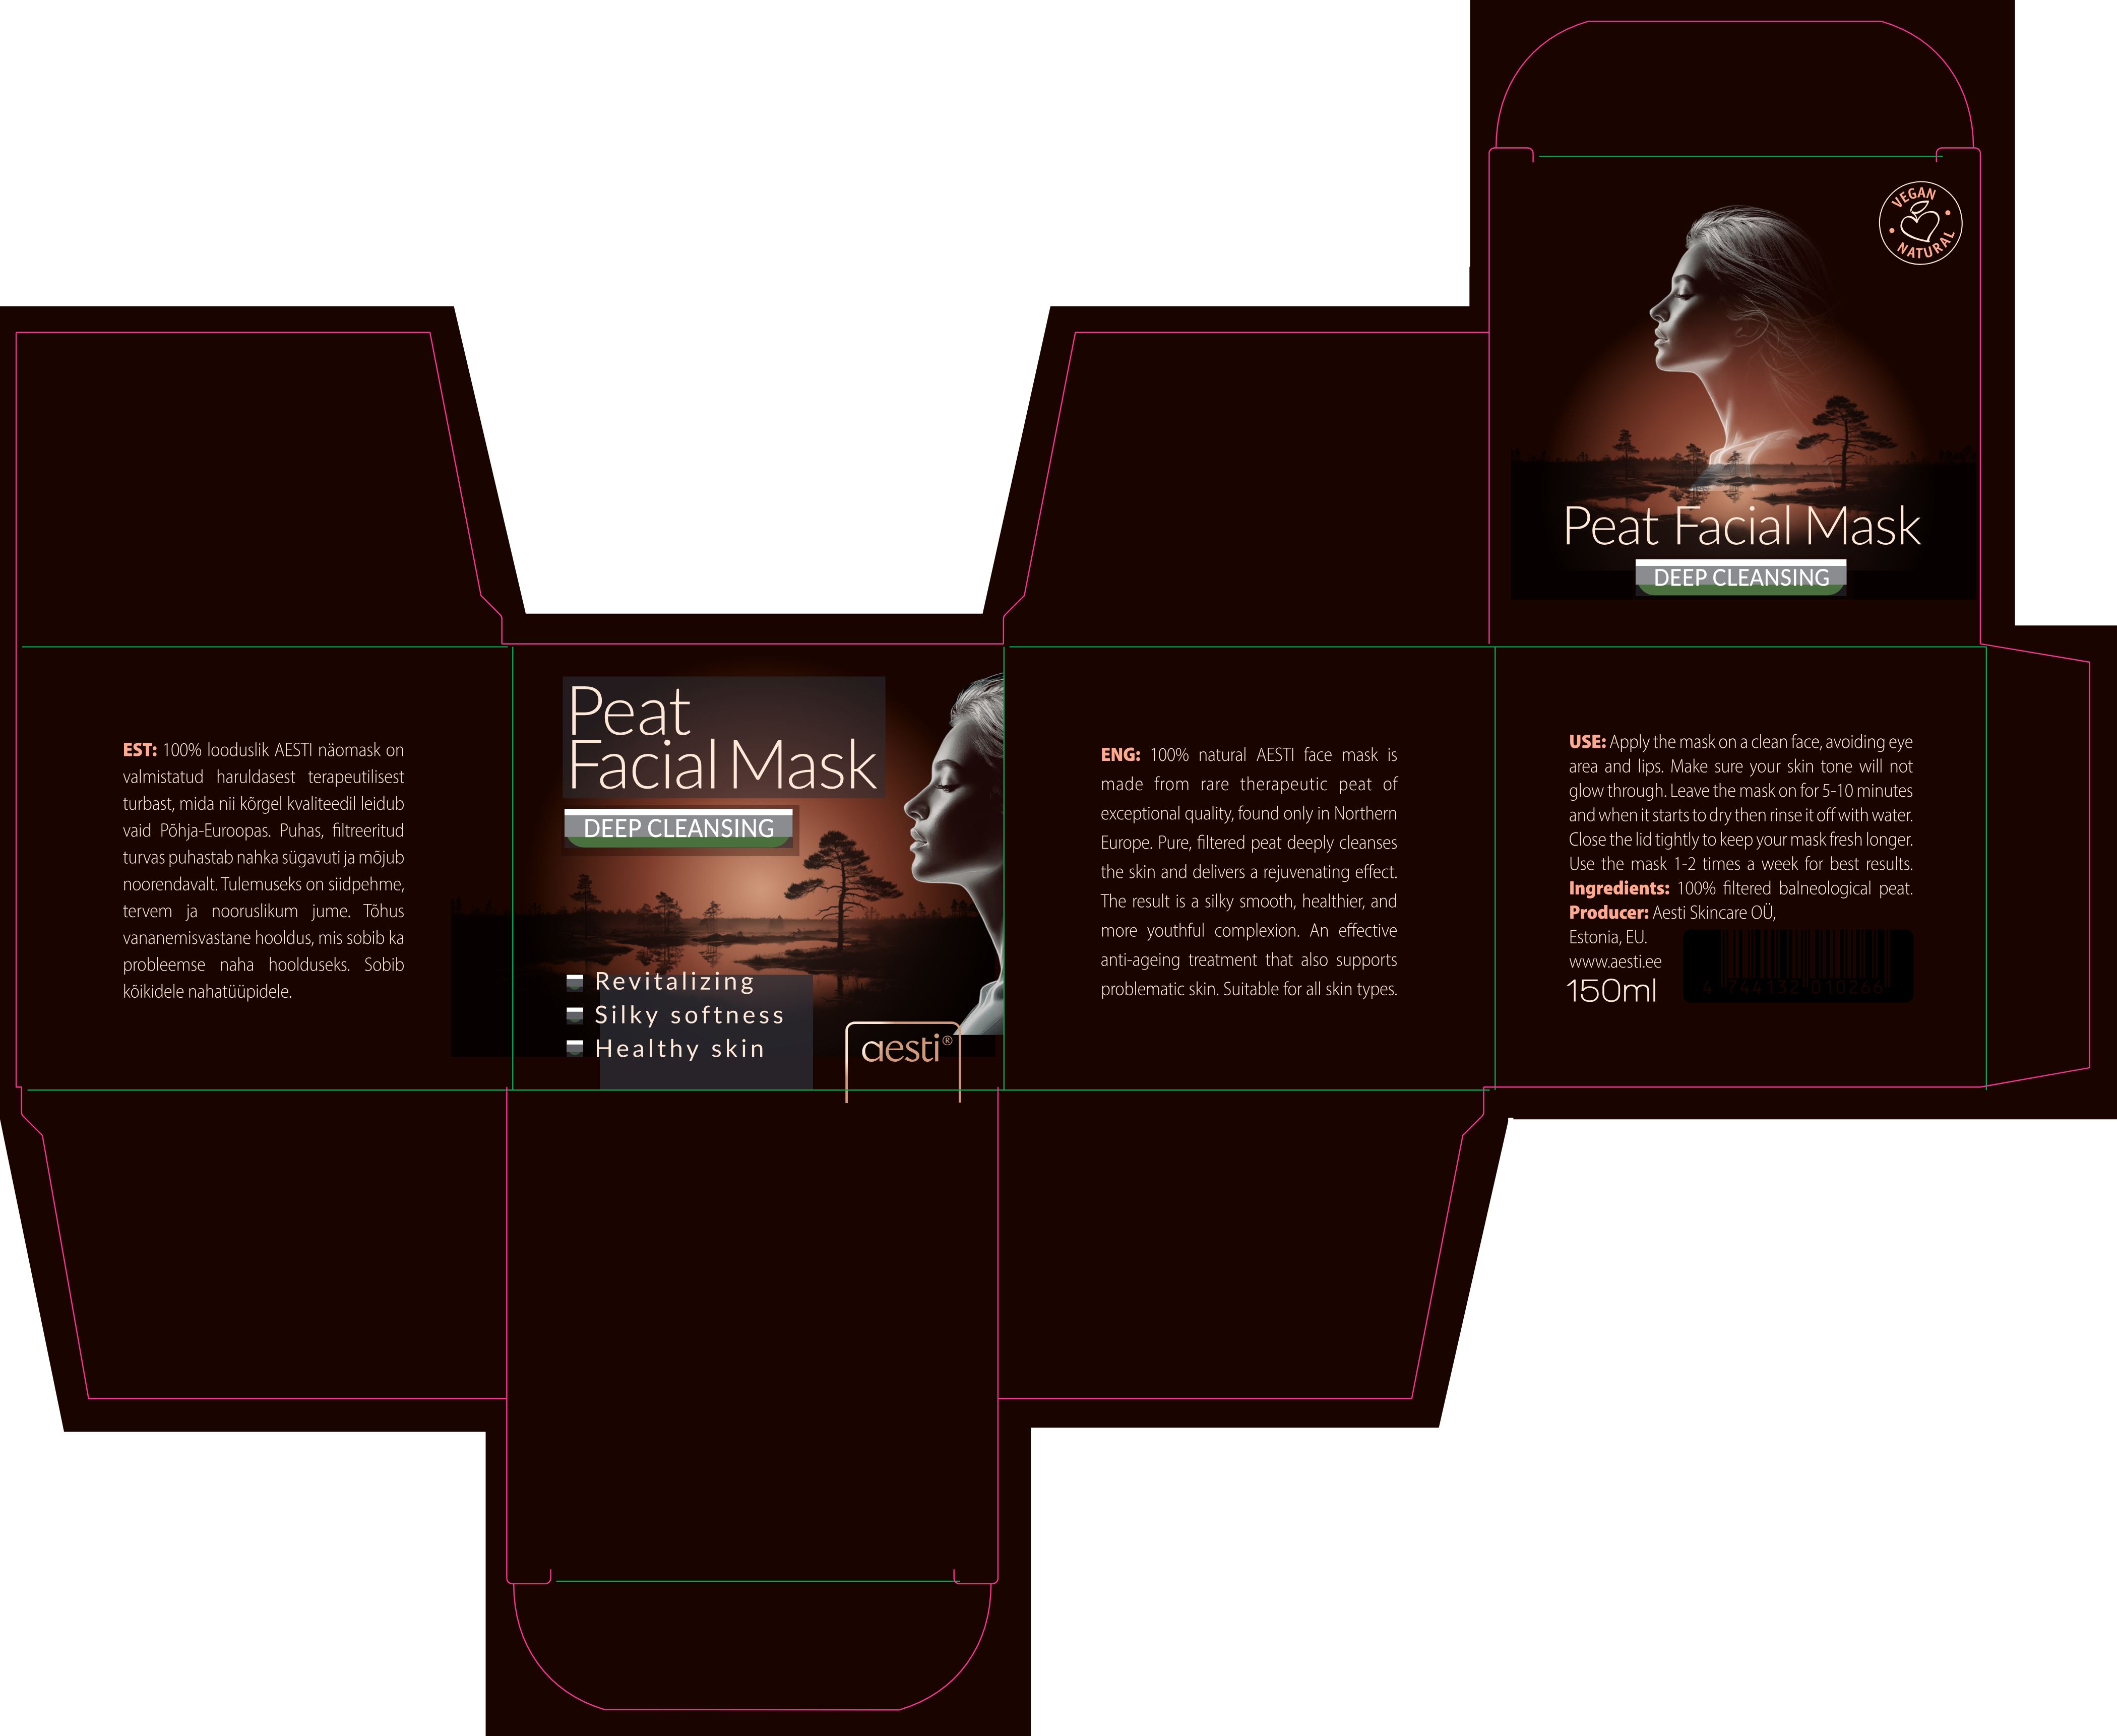 VEGAN
NATURAL
Peat Facial Mask
DEEP CLEANSING
EST: 100% looduslik AESTI näomask on
valmistatud haruldasest terapeutilisest
turbast, mida nii kõrgel kvaliteedil leidub
vaid Põhja-Euroopas. Puhas, filtreeritud
turvas puhastab nahka sügavuti ja mõjub
noorendavalt. Tulemuseks on siidpehme,
tervem ja nooruslikum jume. Tõhus
vananemisvastane hooldus, mis sobib ka
probleemse naha hoolduseks. Sobib
kõikidele nahatüüpidele.
Peat
Facial Mask
DEEP CLEANSING
Revitalizing
Silky softness
Healthy skin
aesti®
ENG: 100% natural AESTI face mask is
made from rare therapeutic peat of
exceptional quality, found only in Northern
Europe. Pure, filtered peat deeply cleanses
the skin and delivers a rejuvenating effect.
The result is a silky smooth, healthier, and
more youthful complexion. An effective
anti-ageing treatment that also supports
problematic skin. Suitable for all skin types.
USE: Apply the mask on a clean face, avoiding eye
area and lips. Make sure your skin tone will not
glow through. Leave the mask on for 5-10 minutes
and when it starts to dry then rinse it off with water.
Close the lid tightly to keep your mask fresh longer.
Use the mask 1-2 times a week for best results.
Ingredients: 100% filtered balneological peat.
Producer: Aesti Skincare OÜ,
Estonia, EU.
www.aesti.ee
150ml
4 744132 010266